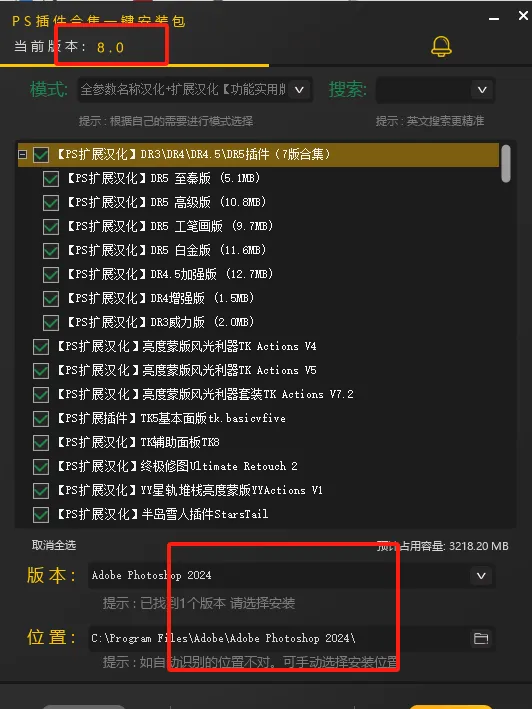 PS插件合集一键安装包
当前版本: 8.0
模式: 全参数名称汉化+扩展汉化【功能实用 搜索:
提示:根据自己的需要进行模式选择 提示:英文搜索更精准
【PS扩展汉化】DR3\DR4\DR4.5\DR5插件（7版合集）
【PS扩展汉化】DR5 至秦版 (5.1MB)
【PS扩展汉化】DR5 高级版 (10.8MB)
【PS扩展汉化】DR5 工笔画版 (9.7MB)
【PS扩展汉化】DR5 白金版 (11.6MB)
【PS扩展汉化】DR4.5加强版 (12.7MB)
【PS扩展汉化】DR4增强版 (1.5MB)
【PS扩展汉化】DR3威力版 (2.0MB)
【PS扩展汉化】亮度蒙版风光利器TK Actions V4
【PS扩展汉化】亮度蒙版风光利器TK Actions V5
【PS扩展汉化】亮度蒙版风光利器套装TK Actions V7.2
【PS扩展插件】TK5基本面版tk.basicvfive
【PS扩展汉化】TK辅助面板TK8
【PS扩展汉化】终极修图Ultimate Retouch 2
【PS扩展汉化】YY星轨,堆栈亮度蒙版YYActions V1
【PS扩展汉化】半岛雪人插件StarsTail
取消全选 预计占用容量: 3218.20 MB
版本: Adobe Photoshop 2024
提示:已找到1个版本 请选择安装
位置: C:\Program Files\Adobe\Adobe Photoshop 2024\
提示:如自动识别的位置不对。可手动选择安装位置